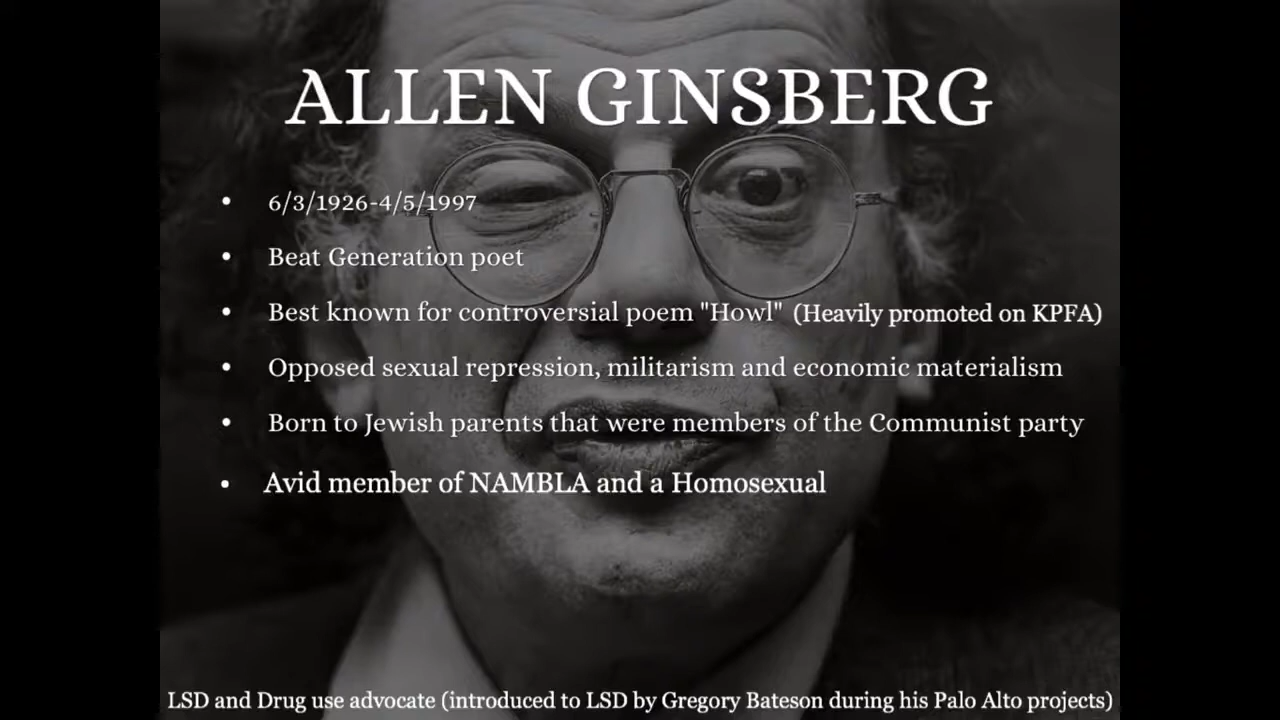 ALLEN GINSBERG
• 6/3/1926-4/5/1997
• Beat Generation poet
• Best known for controversial poem "Howl" (Heavily promoted on KPFA)
• Opposed sexual repression, militarism and economic materialism
• Born to Jewish parents that were members of the Communist party
• Avid member of NAMBLA and a Homosexual
LSD and Drug use advocate (introduced to LSD by Gregory Bateson during his Palo Alto projects)